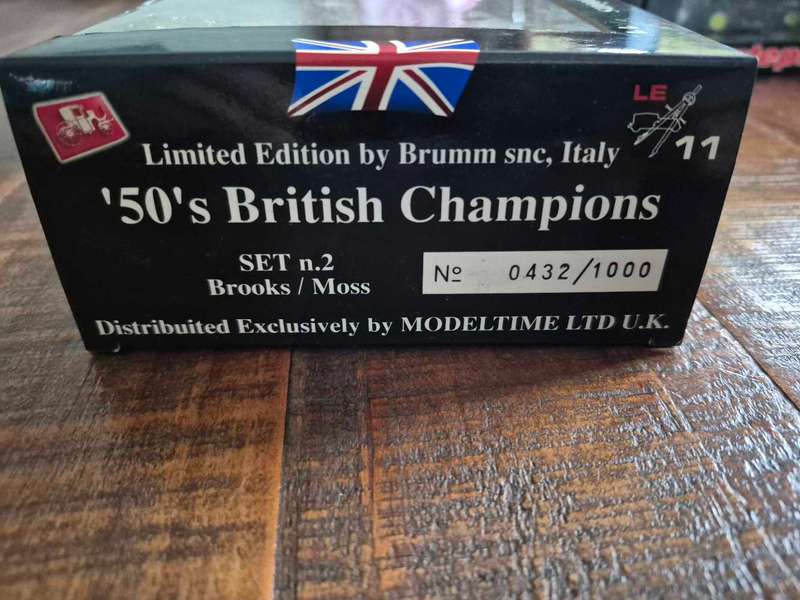 LE
11
Limited Edition by Brumm snc, Italy
'50's British Champions
SET n.2
Brooks / Moss
Nº 0432/1000
Distribuited Exclusively by MODELTIME LTD U.K.